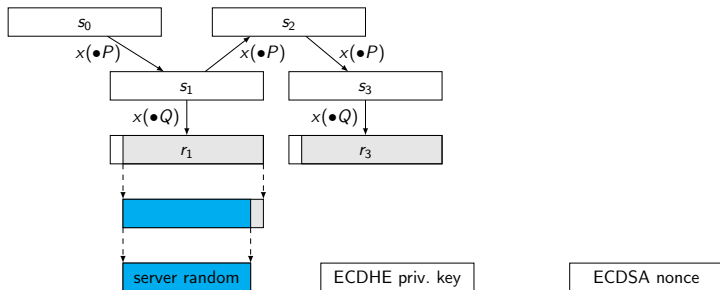 s₀ s₂
x(●P) x(●P) x(●P)
s₁ s₃
x(●Q) x(●Q)
r₁ r₃
server random ECDHE priv. key ECDSA nonce